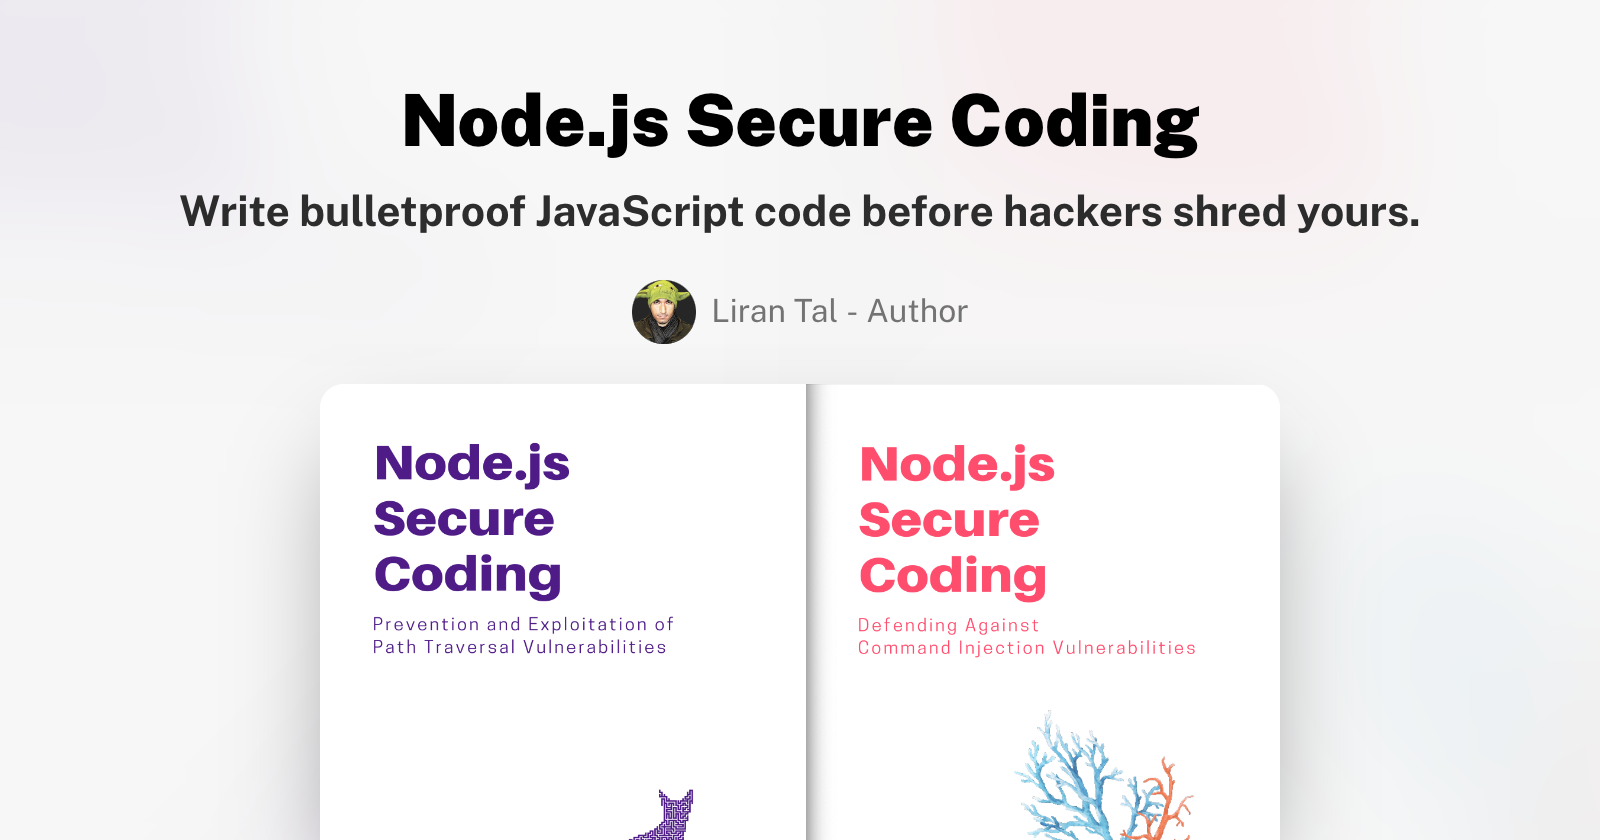 Node.js Secure Coding
Write bulletproof JavaScript code before hackers shred yours.
Liran Tal - Author
Node.js
Secure
Coding
Prevention and Exploitation of
Path Traversal Vulnerabilities
Node.js
Secure
Coding
Defending Against
Command Injection Vulnerabilities